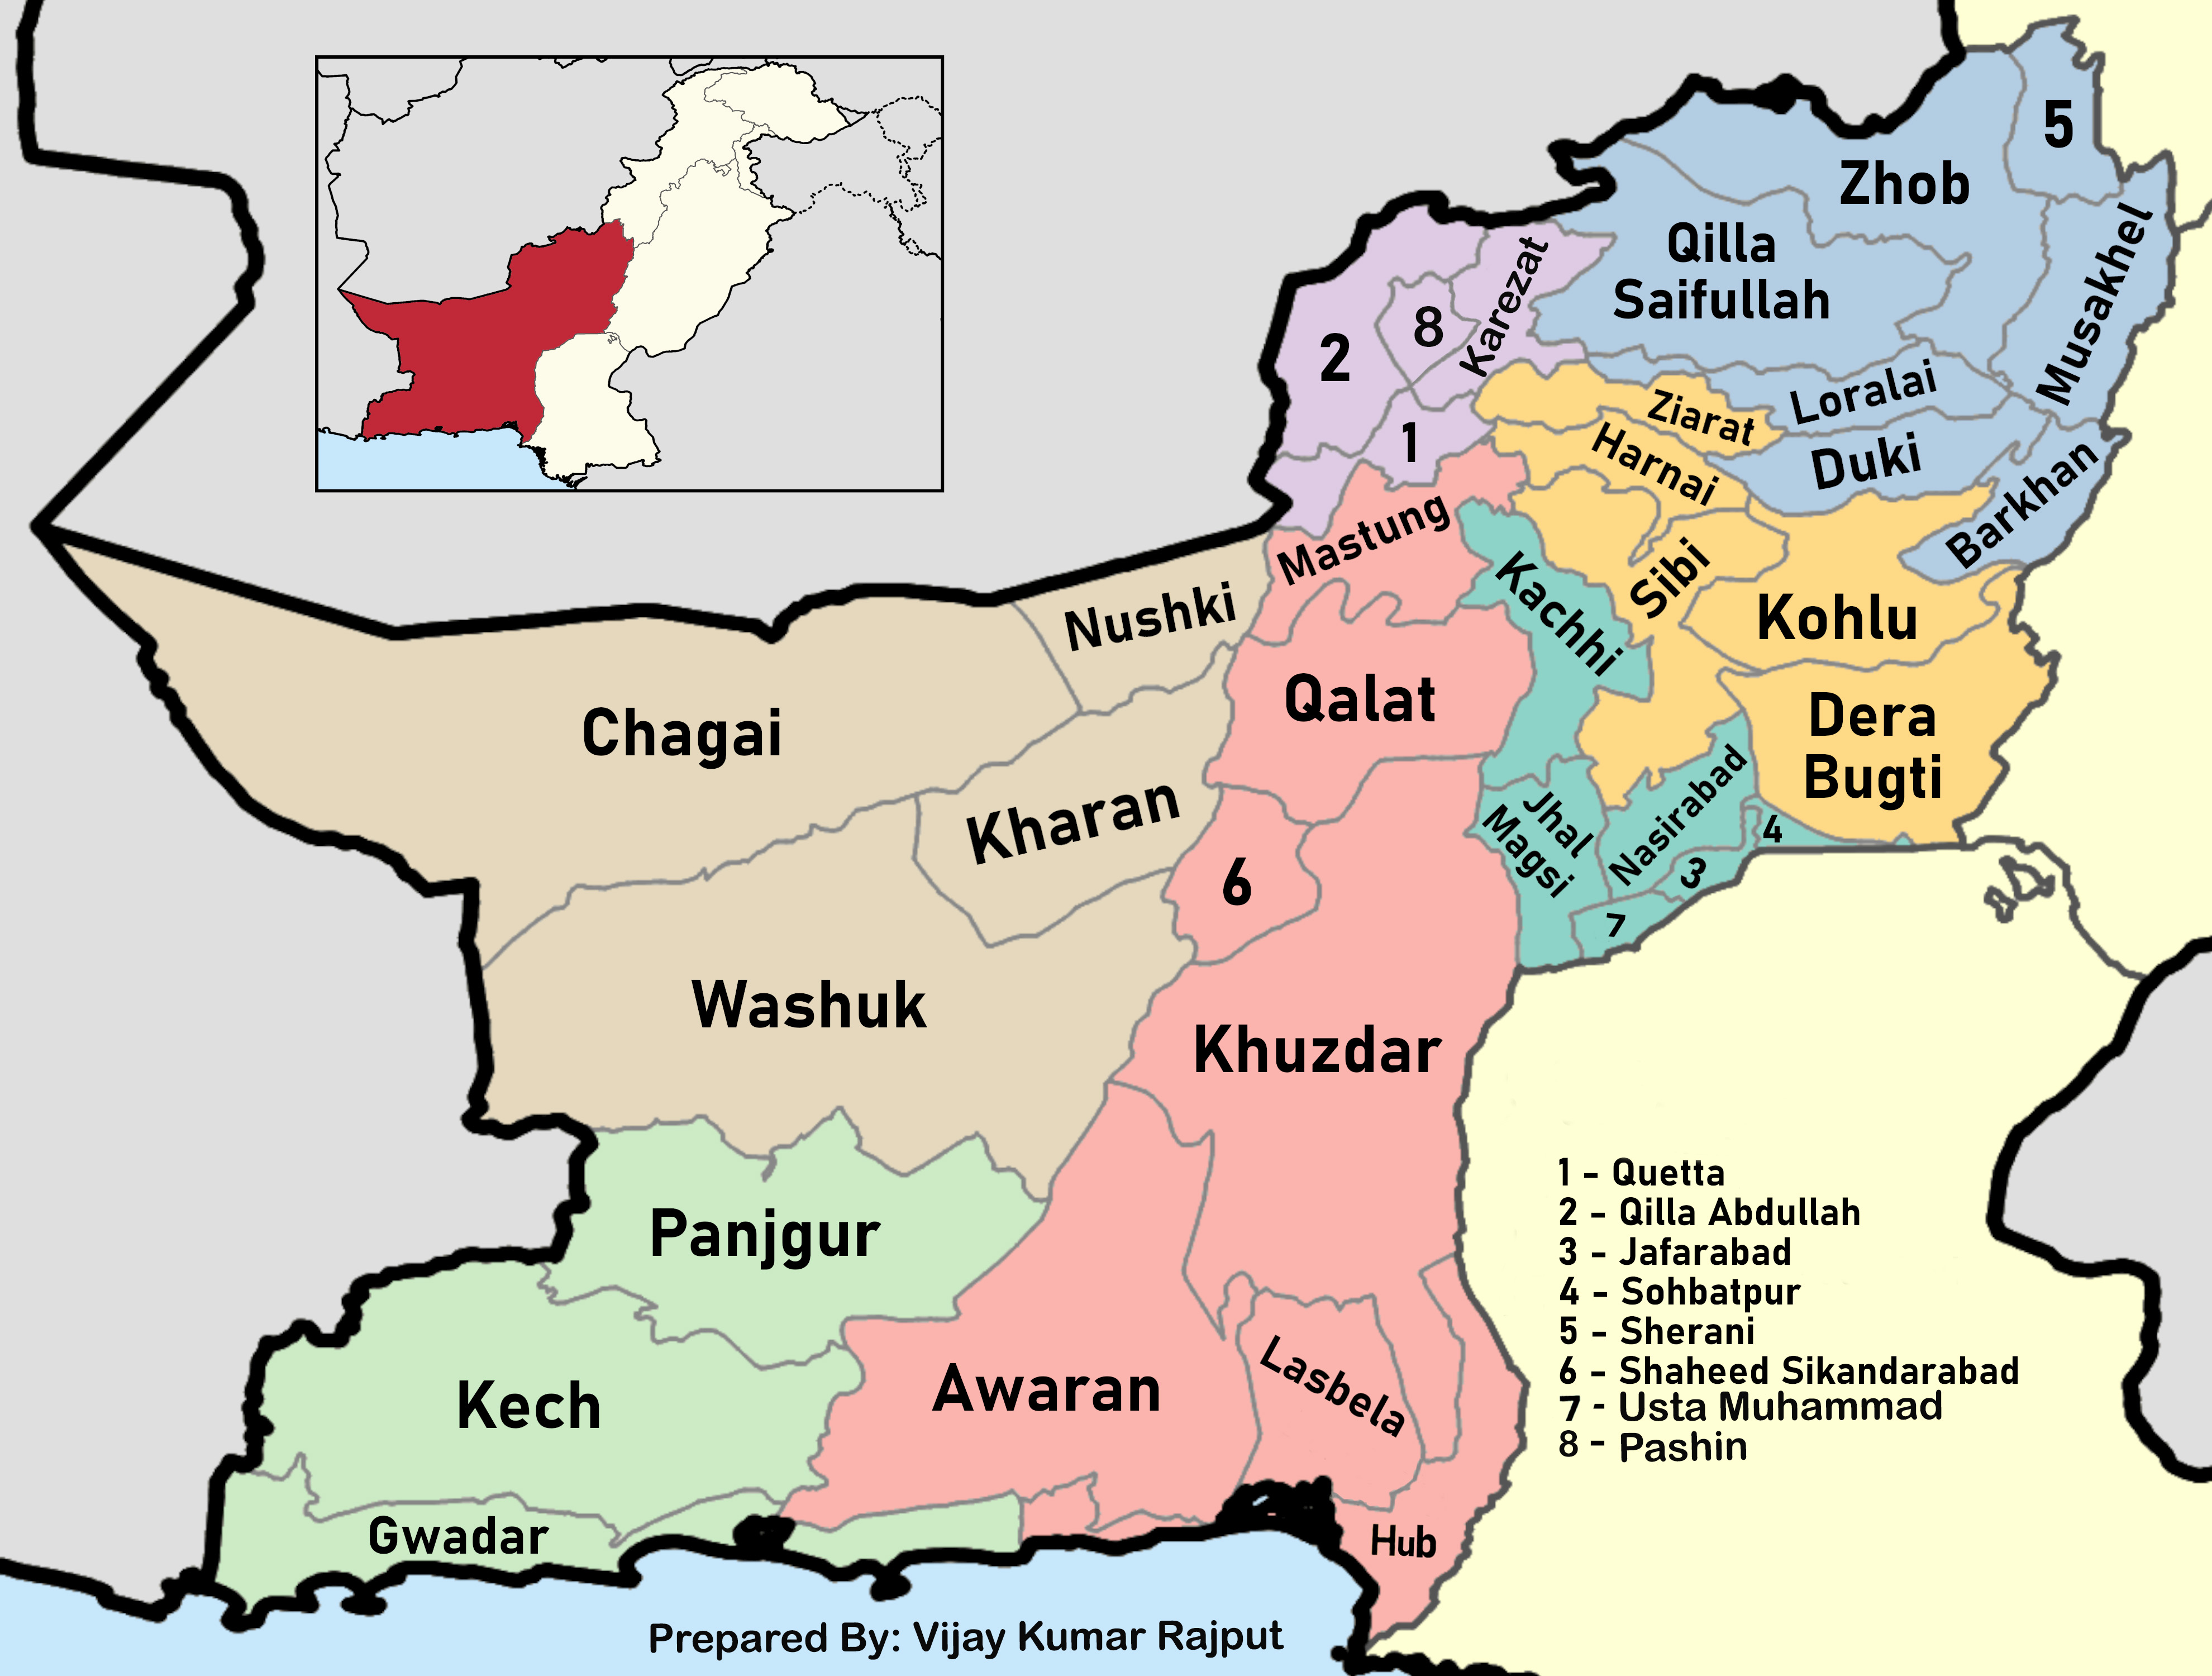 5
Zhob
Qilla
Saifullah
Musakhel
Karezat
8
2
Loralai
Ziarat
1
Harnai
Duki
Barkhan
Mastung
Sibi
Kachhi
Nushki
Kohlu
Qalat
Chagai
Dera
Bugti
Kharan
Jhal
Magsi
Nasirabad
4
3
6
7
Washuk
Khuzdar
Panjgur
Kech
Awaran
Lasbela
Gwadar
Hub
1 - Quetta
2 - Qilla Abdullah
3 - Jafarabad
4 - Sohbatpur
5 - Sherani
6 - Shaheed Sikandarabad
7 - Usta Muhammad
8 - Pashin
Prepared By: Vijay Kumar Rajput